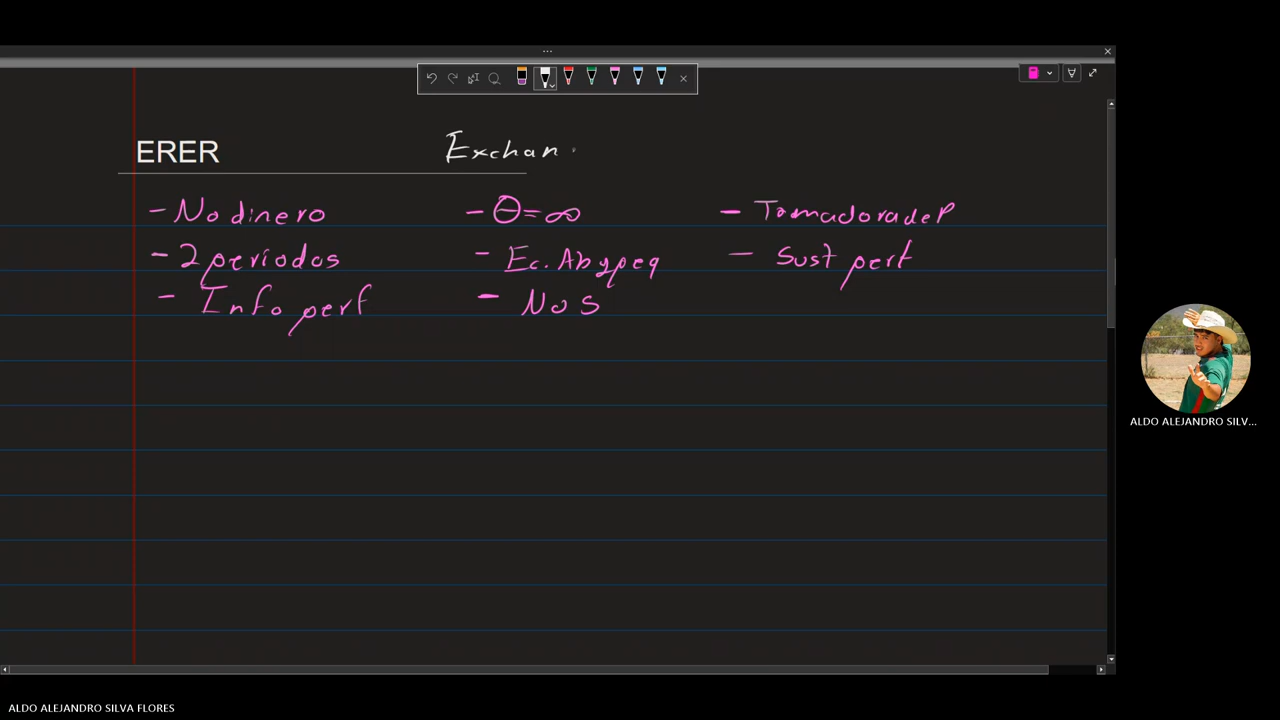 ERER
Exchan
- No dinero
- Θ=∞
- Tomadora de P
- 2 periodos
- Ec. Ab y peq
- Sust perf
- Info perf
- No S
ALDO ALEJANDRO SILV...
ALDO ALEJANDRO SILVA FLORES